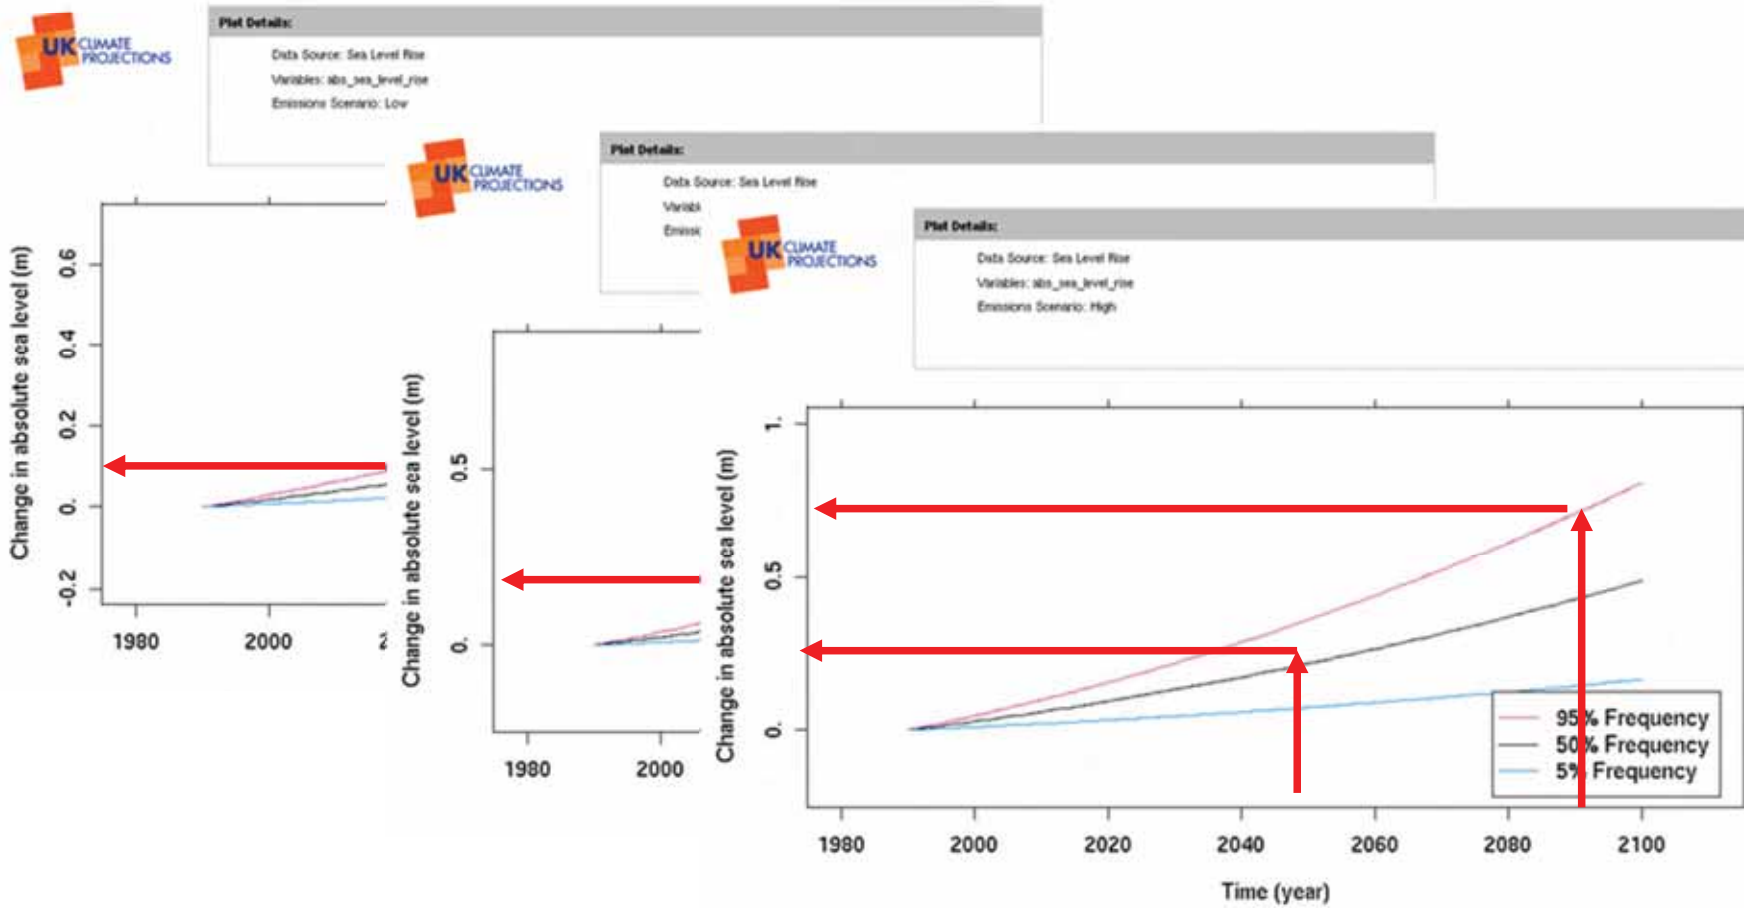 UK CLIMATE
PROJECTIONS
Plot Details:
Data Source: Sea Level Rise
Variables: abs_sea_level_rise
Emissions Scenario: Low
Change in absolute sea level (m)
0.6
0.4
0.2
0.
-0.2
1980 2000 2
UK CLIMATE
PROJECTIONS
Plot Details:
Data Source: Sea Level Rise
Variabl
Emissi
Change in absolute sea level (m)
0.5
0.
1980 2000
UK CLIMATE
PROJECTIONS
Plot Details:
Data Source: Sea Level Rise
Variables: abs_sea_level_rise
Emissions Scenario: High
Change in absolute sea level (m)
1.
0.5
0.
95% Frequency
50% Frequency
5% Frequency
1980 2000 2020 2040 2060 2080 2100
Time (year)